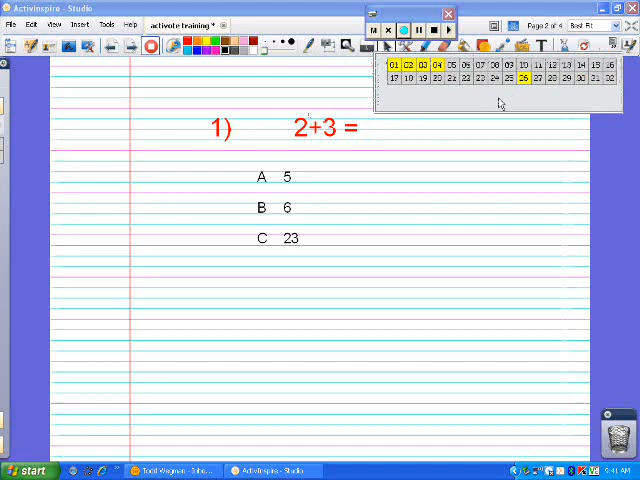 ActivInspire - Studio
File Edit View Insert Tools Help activote training * Page 2 of 4 Best Fit
01 02 03 04 05 06 07 08 09 10 11 12 13 14 15 16
17 18 19 20 21 22 23 24 25 26 27 28 29 30 31 32
1) 2+3 =
A 5
B 6
C 23
start Todd Wegman - Inbo... ActivInspire - Studio 9:41 AM